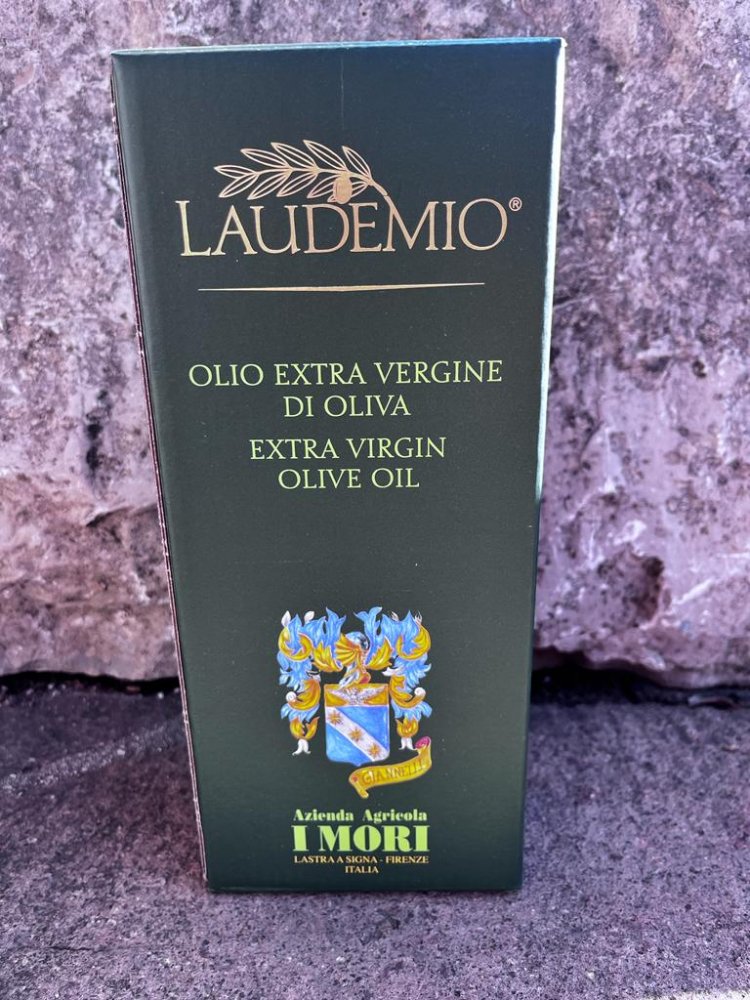 LAUDEMIO®
OLIO EXTRA VERGINE
DI OLIVA
EXTRA VIRGIN
OLIVE OIL
GIANNELLI
Azienda Agricola
I MORI
LASTRA A SIGNA - FIRENZE
ITALIA